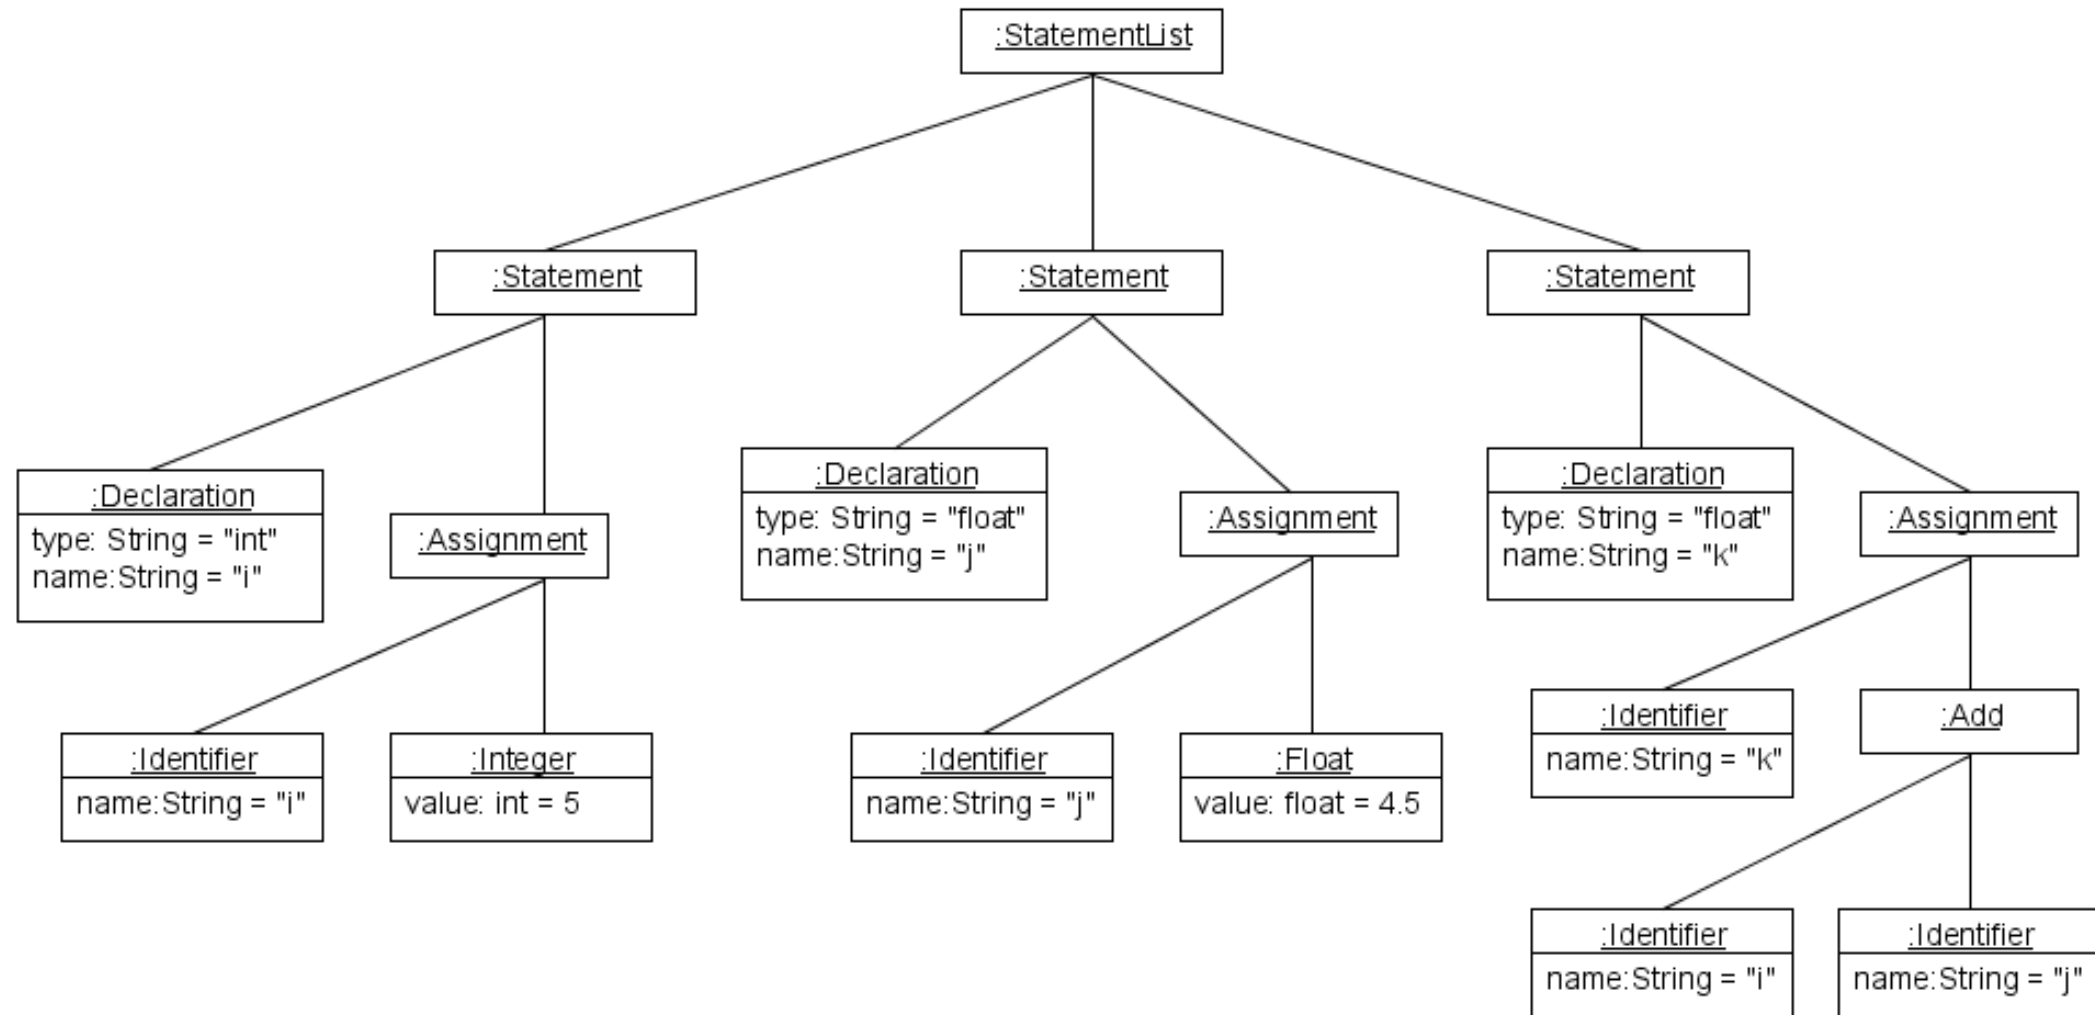 :StatementList
:Statement
:Statement
:Statement
:Declaration
type: String = "int"
name:String = "i"
:Assignment
:Declaration
type: String = "float"
name:String = "j"
:Assignment
:Declaration
type: String = "float"
name:String = "k"
:Assignment
:Identifier
name:String = "i"
:Integer
value: int = 5
:Identifier
name:String = "j"
:Float
value: float = 4.5
:Identifier
name:String = "k"
:Add
:Identifier
name:String = "i"
:Identifier
name:String = "j"